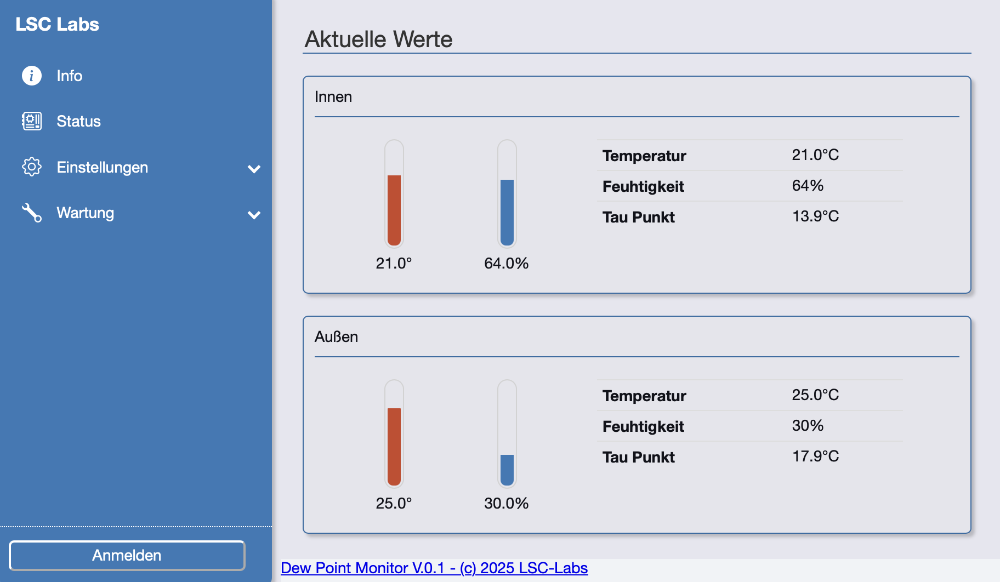 LSC Labs
Info
Status
Einstellungen
Wartung
Anmelden
Aktuelle Werte
Innen
21.0°
64.0%
Temperatur 21.0°C
Feuhtigkeit 64%
Tau Punkt 13.9°C
Außen
25.0°
30.0%
Temperatur 25.0°C
Feuhtigkeit 30%
Tau Punkt 17.9°C
Dew Point Monitor V.0.1 - (c) 2025 LSC-Labs